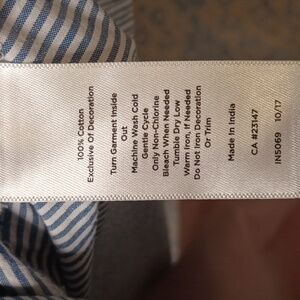 100% Cotton
Exclusive Of Decoration
Turn Garment Inside
Out
Machine Wash Cold
Gentle Cycle
Only Non-Chlorine
Bleach When Needed
Tumble Dry Low
Warm Iron, If Needed
Do Not Iron Decoration
Or Trim
Made In India
CA #23147
IN5069 10/17